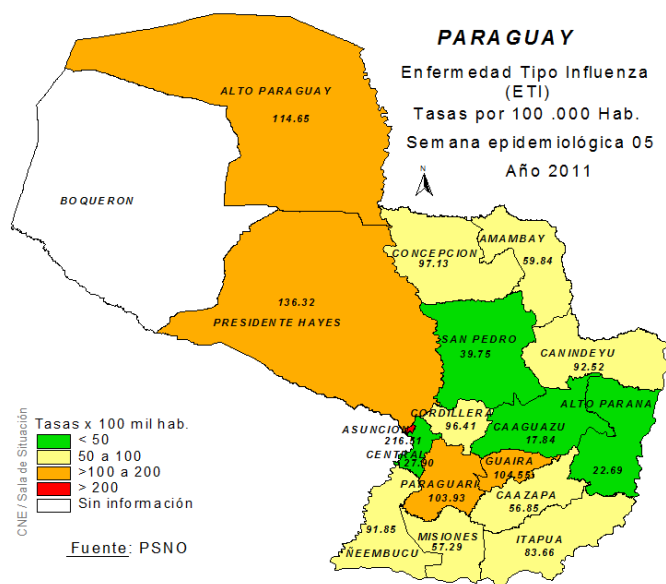 PARAGUAY
Enfermedad Tipo Influenza
(ETI)
Tasas por 100 .000 Hab.
Semana epidemiológica 05
Año 2011
N
ALTO PARAGUAY
114.65
BOQUERON
CONCEPCION
97.13
AMAMBAY
59.84
136.32
PRESIDENTE HAYES
SAN PEDRO
39.75
CANINDEYU
92.52
ALTO PARANA
22.69
CORDILLERA
96.41
CAAGUAZU
17.84
ASUNCION
216.51
CENTRAL
27.90
GUAIRA
104.55
PARAGUARI
103.93
CAAZAPA
56.85
91.85
ÑEEMBUCU
MISIONES
57.29
ITAPUA
83.66
Tasas x 100 mil hab.
< 50
50 a 100
>100 a 200
> 200
Sin información
Fuente: PSNO
CNE / Sala de Situación